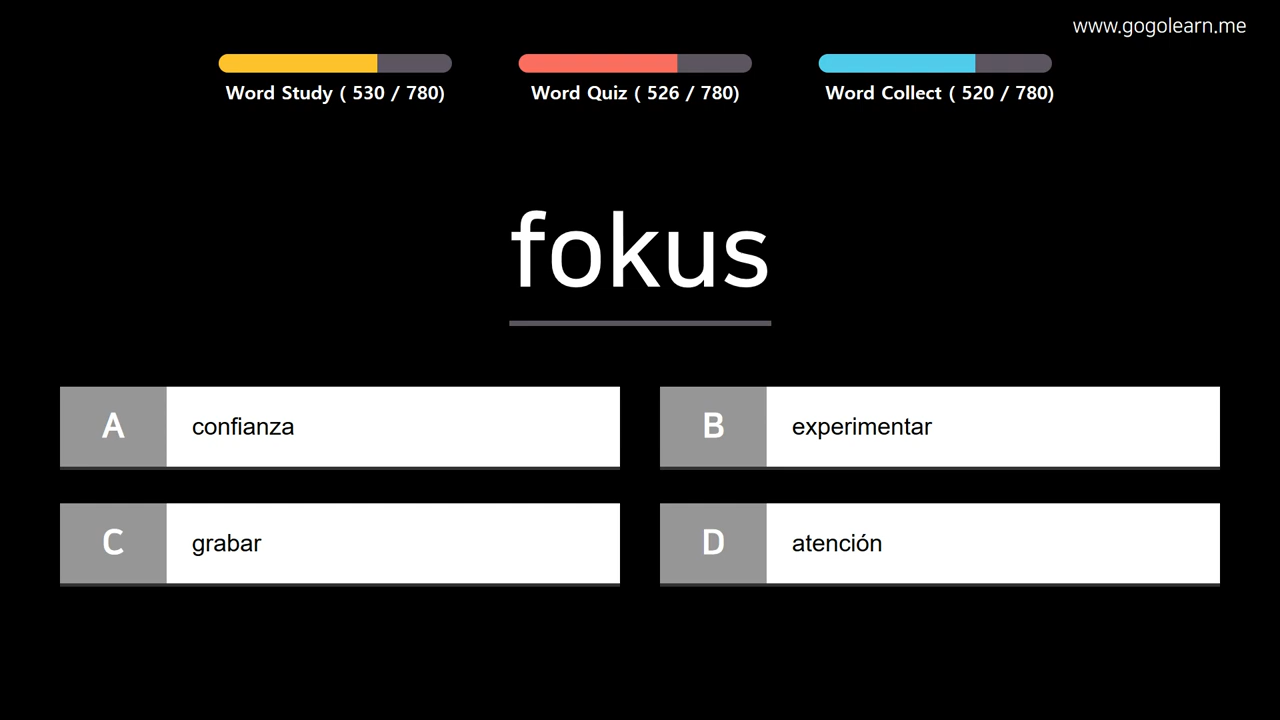 www.gogolearn.me
Word Study ( 530 / 780)
Word Quiz ( 526 / 780)
Word Collect ( 520 / 780)
fokus
A confianza
B experimentar
C grabar
D atención